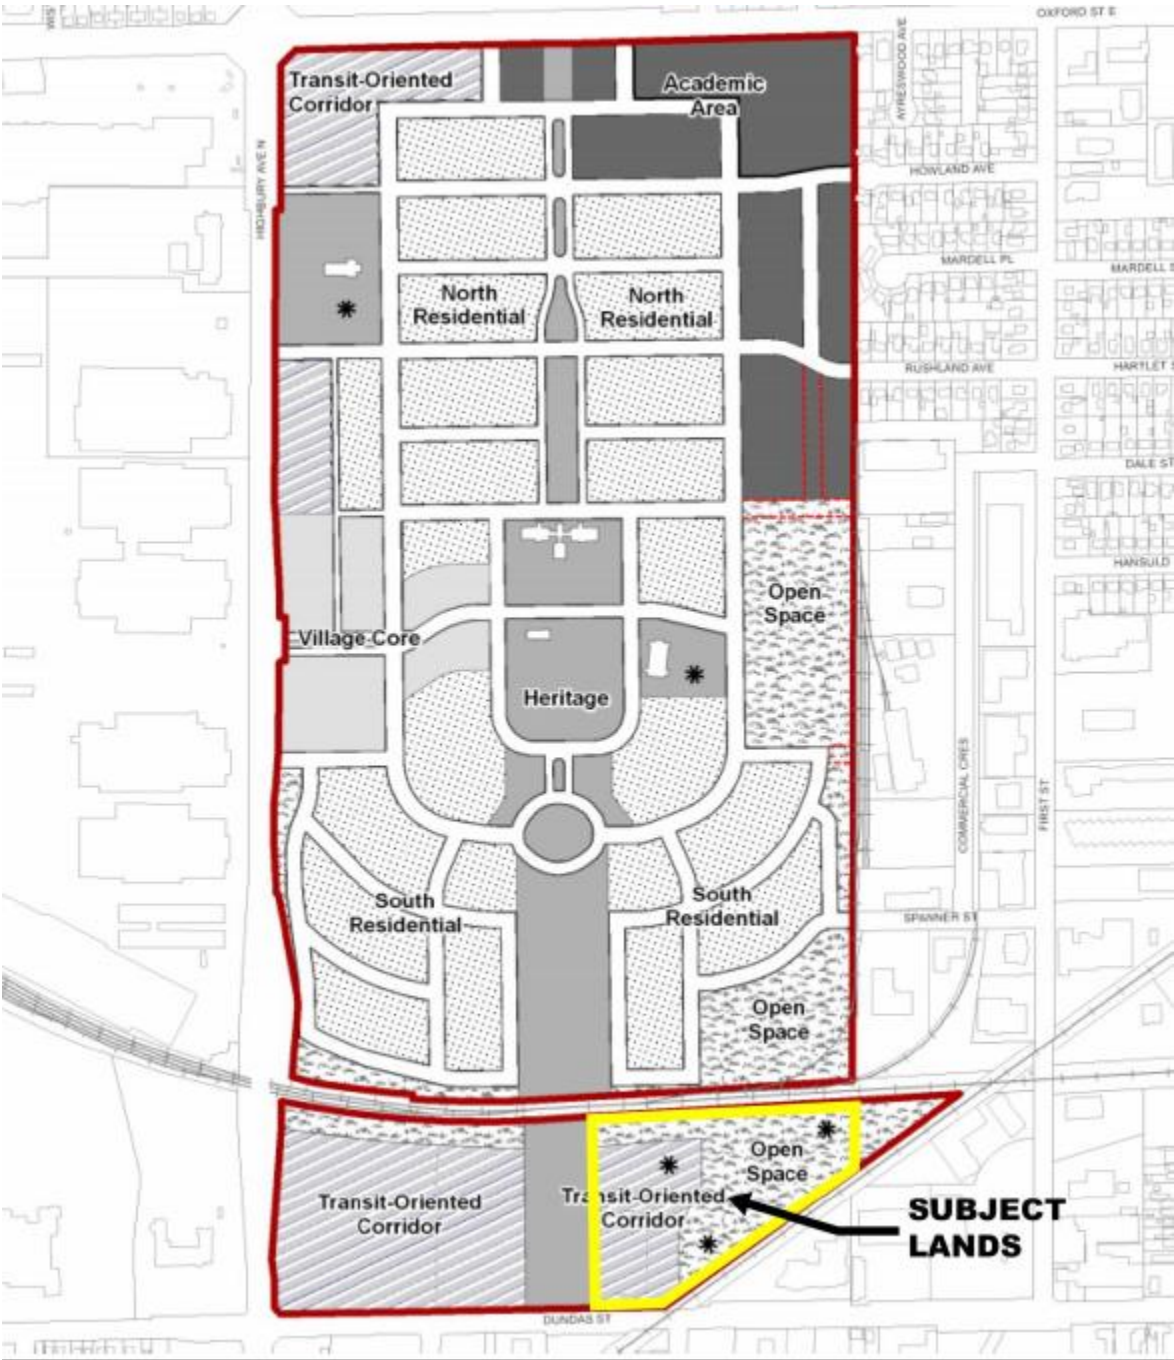 OXFORD ST E
AYRESWOOD AVE
Transit-Oriented
Corridor
Academic
Area
HIGHBURY AVE N
HOWLAND AVE
MARDELL PL
MARDELL S
North
Residential
North
Residential
RUSHLAND AVE
HARTLET S
DALE ST
HANSULD
Open
Space
Village Core
Heritage
COMMERCIAL CRES
FIRST ST
South
Residential
South
Residential
SPANNER ST
Open
Space
Open
Space
Transit-Oriented
Corridor
Transit-Oriented
Corridor
SUBJECT
LANDS
DUNDAS ST